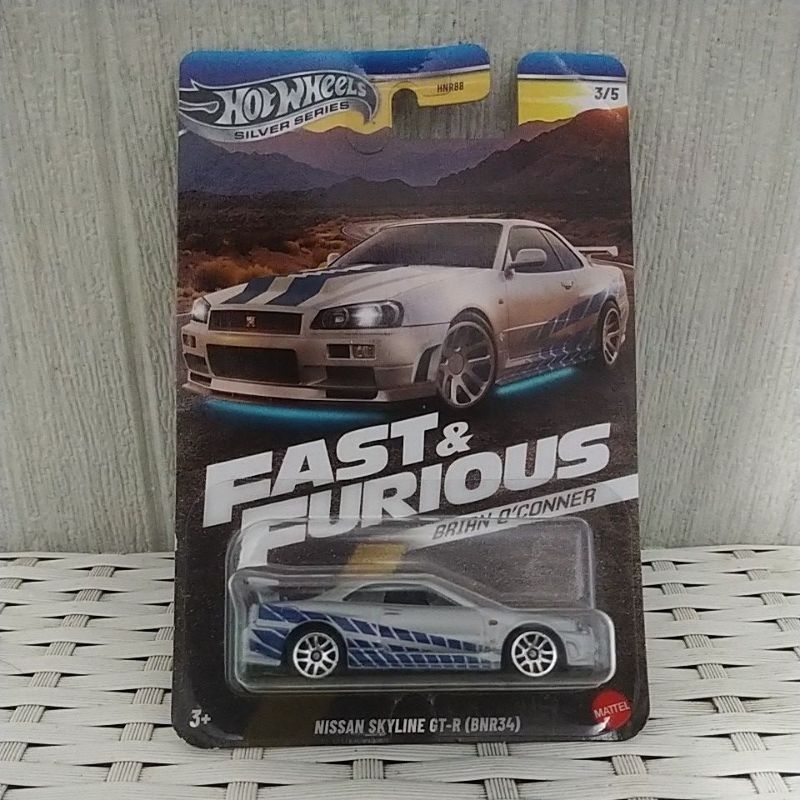 HOT WHEELS
SILVER SERIES
HNR88
3/5
FAST &
FURIOUS
BRIAN O'CONNER
3+
NISSAN SKYLINE GT-R (BNR34)
MATTEL